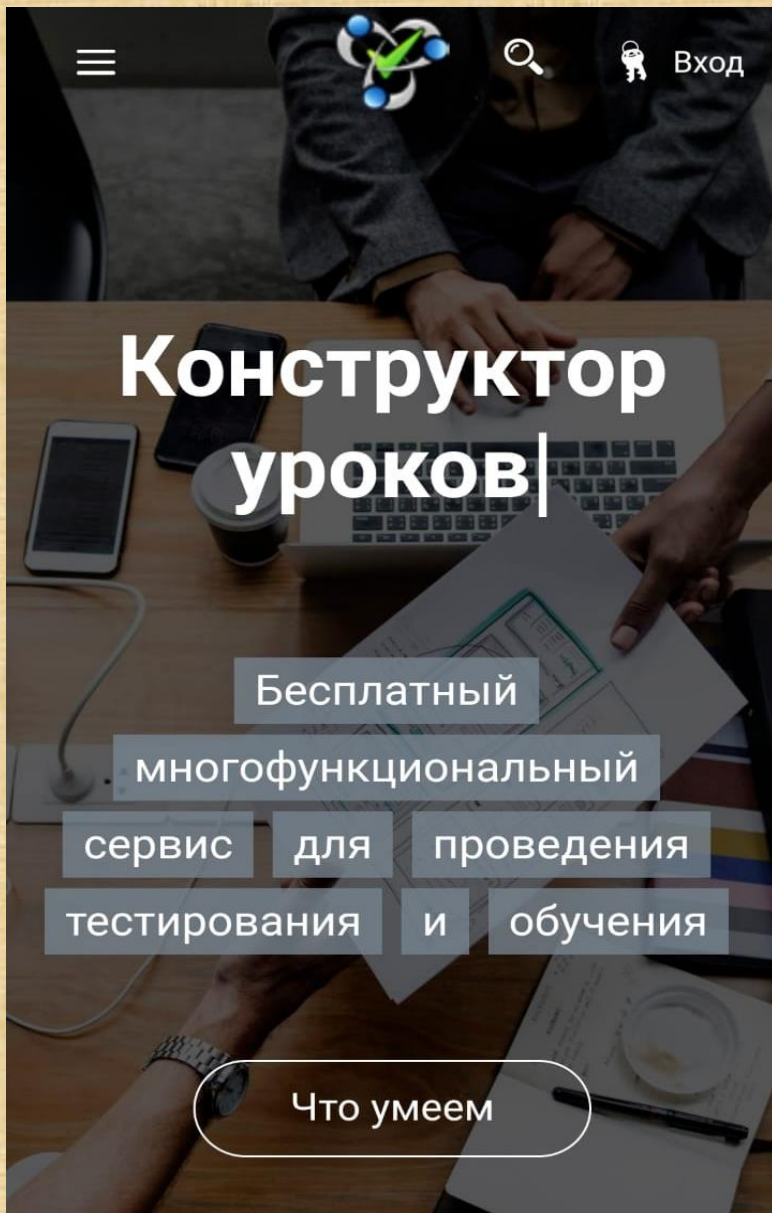 Вход
Конструктор
уроков
Бесплатный
многофункциональный
сервис для проведения
тестирования и обучения
Что умеем